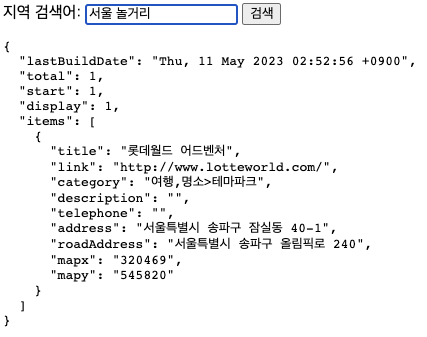 지역 검색어: 서울 놀거리 검색
{
"lastBuildDate": "Thu, 11 May 2023 02:52:56 +0900",
"total": 1,
"start": 1,
"display": 1,
"items": [
{
"title": "롯데월드 어드벤처",
"link": "http://www.lotteworld.com/",
"category": "여행,명소>테마파크",
"description": "",
"telephone": "",
"address": "서울특별시 송파구 잠실동 40-1",
"roadAddress": "서울특별시 송파구 올림픽로 240",
"mapx": "320469",
"mapy": "545820"
}
]
}